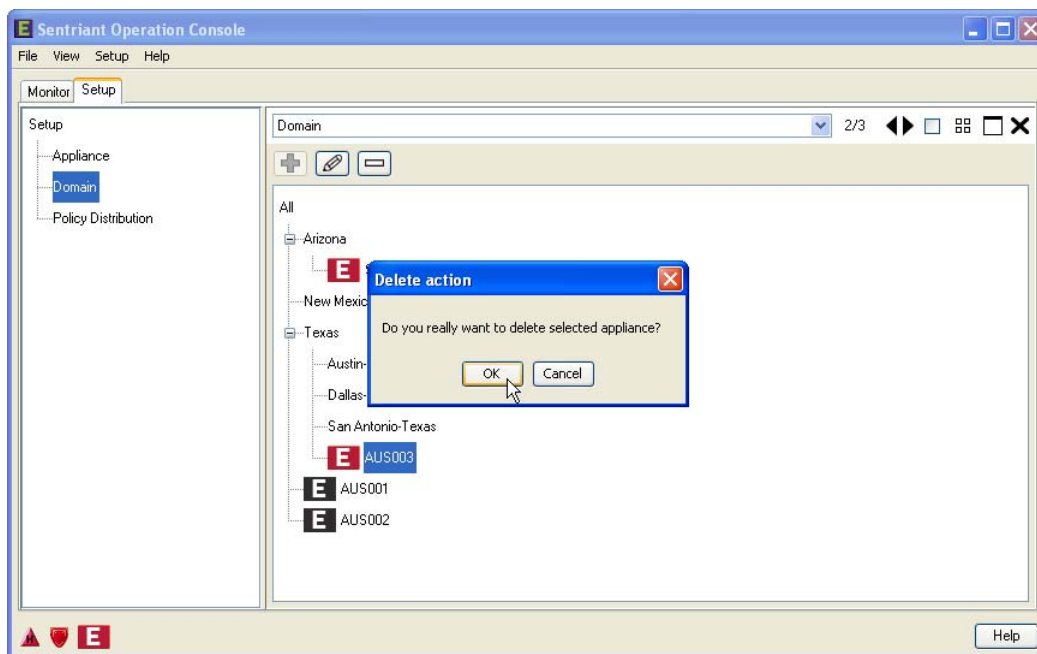 E Sentriant Operation Console
File View Setup Help
Monitor Setup
Setup
Appliance
Domain
Policy Distribution
Domain
2/3
All
Arizona
E
New Mexic
Texas
Austin-
Dallas-
San Antonio-Texas
E AUS003
E AUS001
E AUS002
Delete action
Do you really want to delete selected appliance?
OK Cancel
H
E
Help